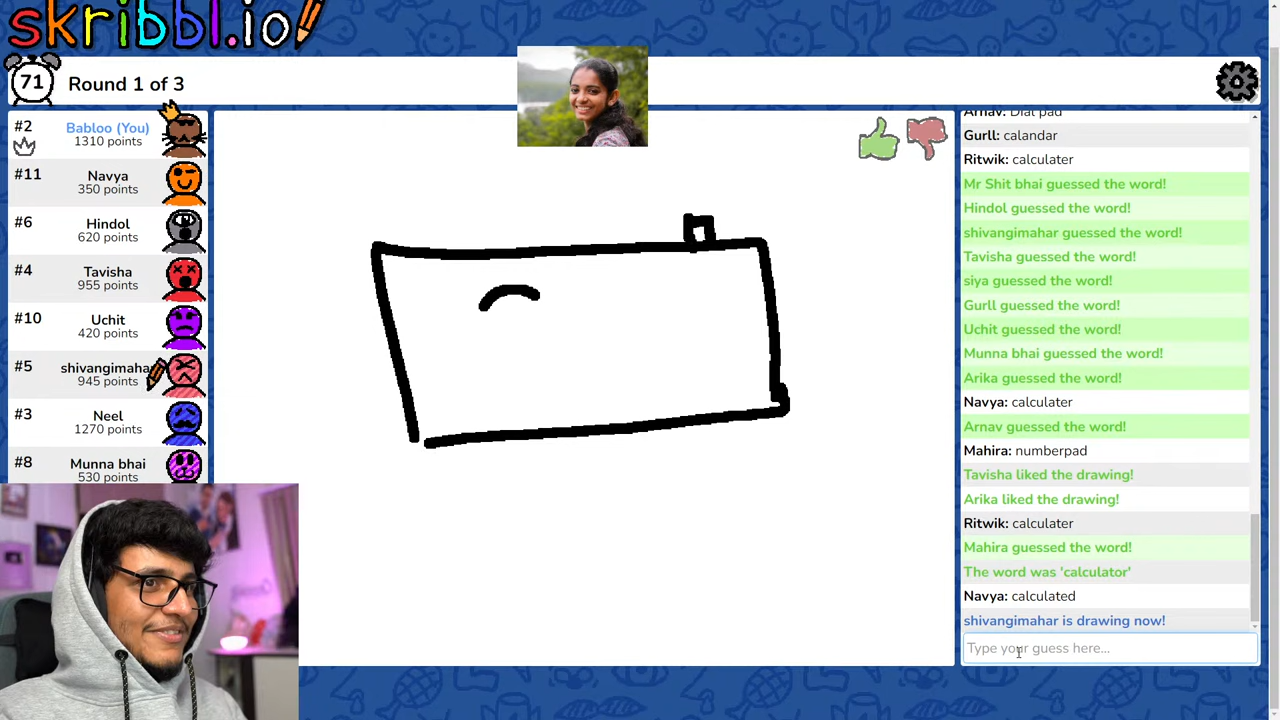 skribbl.io
71
Round 1 of 3
#2
Babloo (You)
1310 points
#11
Navya
350 points
#6
Hindol
620 points
#4
Tavisha
955 points
#10
Uchit
420 points
#5
shivangimahar
945 points
#3
Neel
1270 points
#8
Munna bhai
530 points
Arnav: Dial pad
Gurll: calandar
Ritwik: calculater
Mr Shit bhai guessed the word!
Hindol guessed the word!
shivangimahar guessed the word!
Tavisha guessed the word!
siya guessed the word!
Gurll guessed the word!
Uchit guessed the word!
Munna bhai guessed the word!
Arika guessed the word!
Navya: calculater
Arnav guessed the word!
Mahira: numberpad
Tavisha liked the drawing!
Arika liked the drawing!
Ritwik: calculater
Mahira guessed the word!
The word was 'calculator'
Navya: calculated
shivangimahar is drawing now!
Type your guess here...